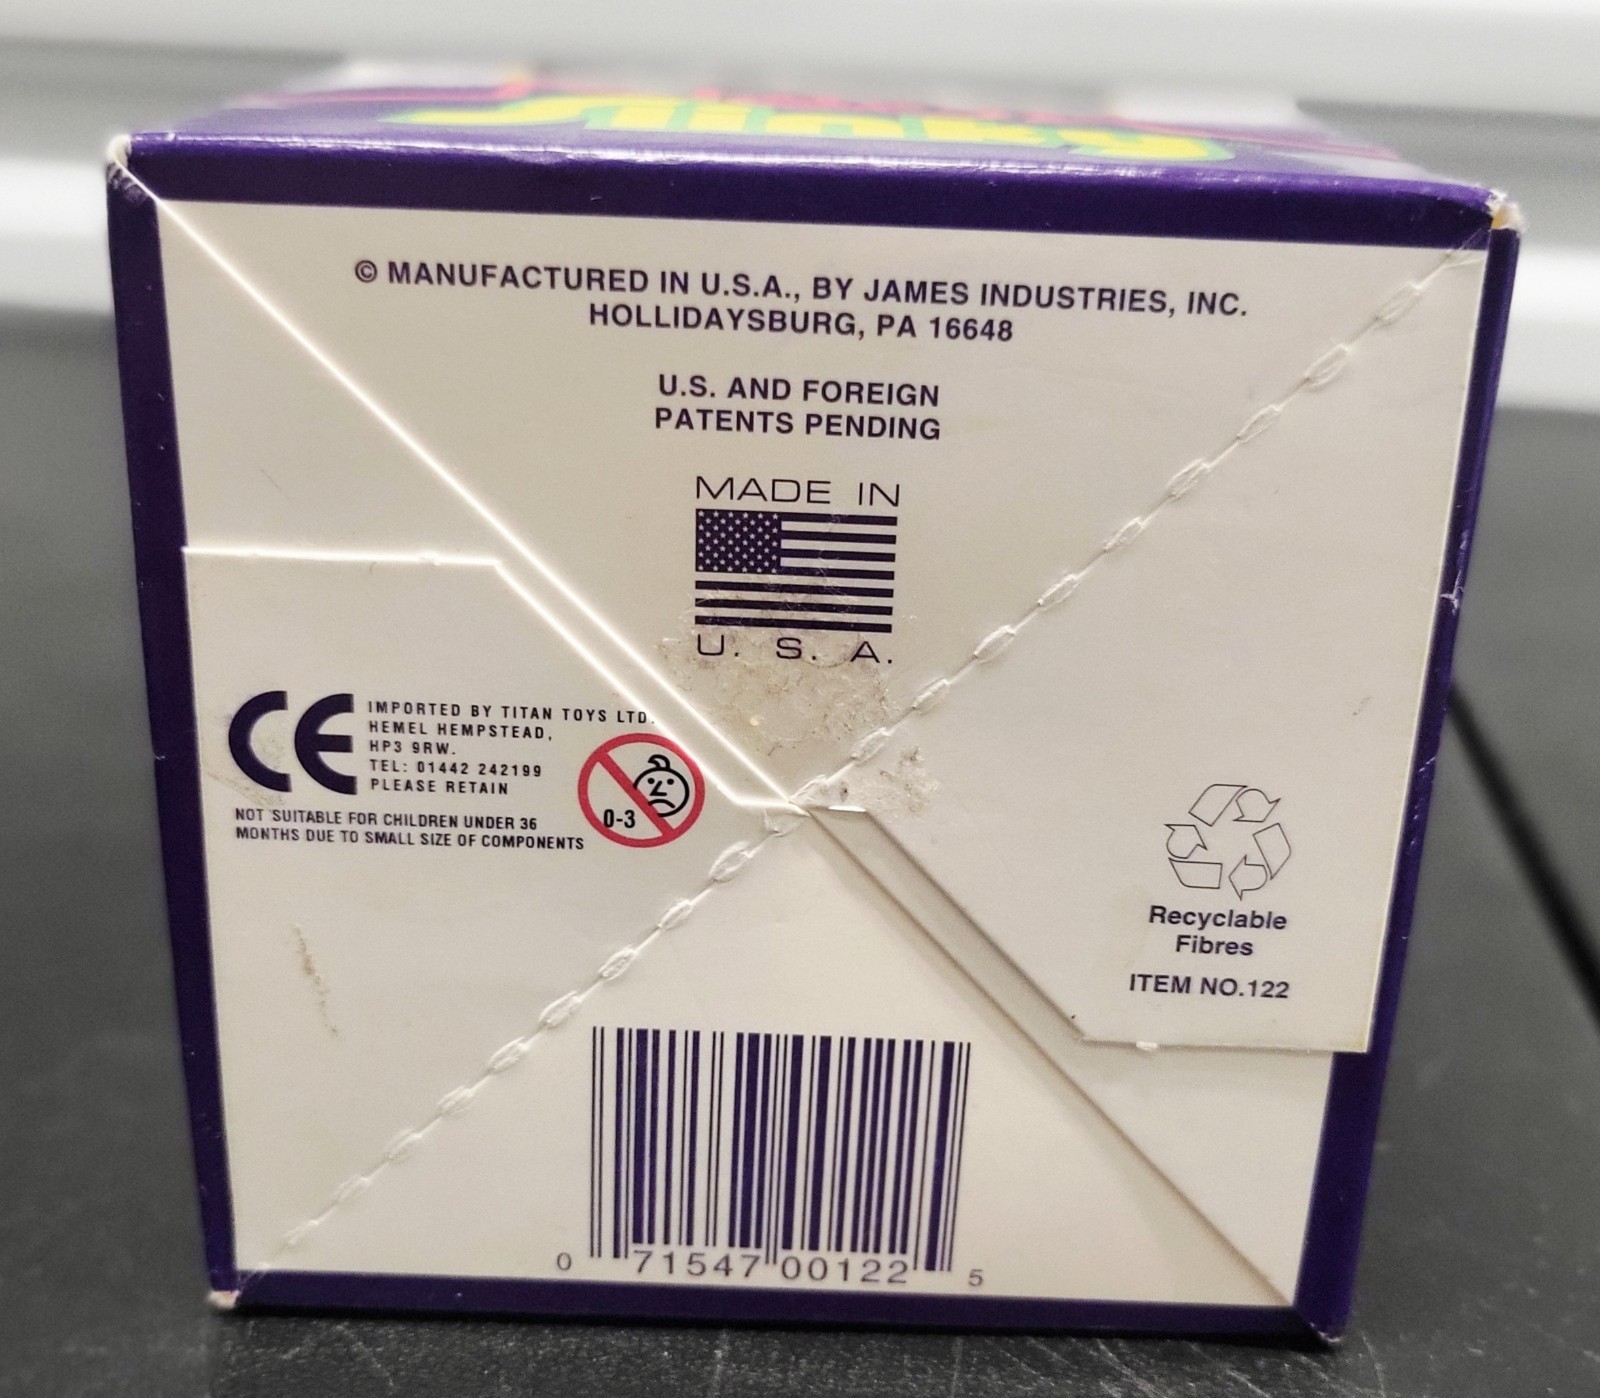 Slinky
© MANUFACTURED IN U.S.A., BY JAMES INDUSTRIES, INC.
HOLLIDAYSBURG, PA 16648
U.S. AND FOREIGN
PATENTS PENDING
MADE IN
U. S. A.
CE
IMPORTED BY TITAN TOYS LTD.
HEMEL HEMPSTEAD,
HP3 9RW.
TEL: 01442 242199
PLEASE RETAIN
0-3
NOT SUITABLE FOR CHILDREN UNDER 36
MONTHS DUE TO SMALL SIZE OF COMPONENTS
Recyclable
Fibres
ITEM NO.122
0 71547 00122 5